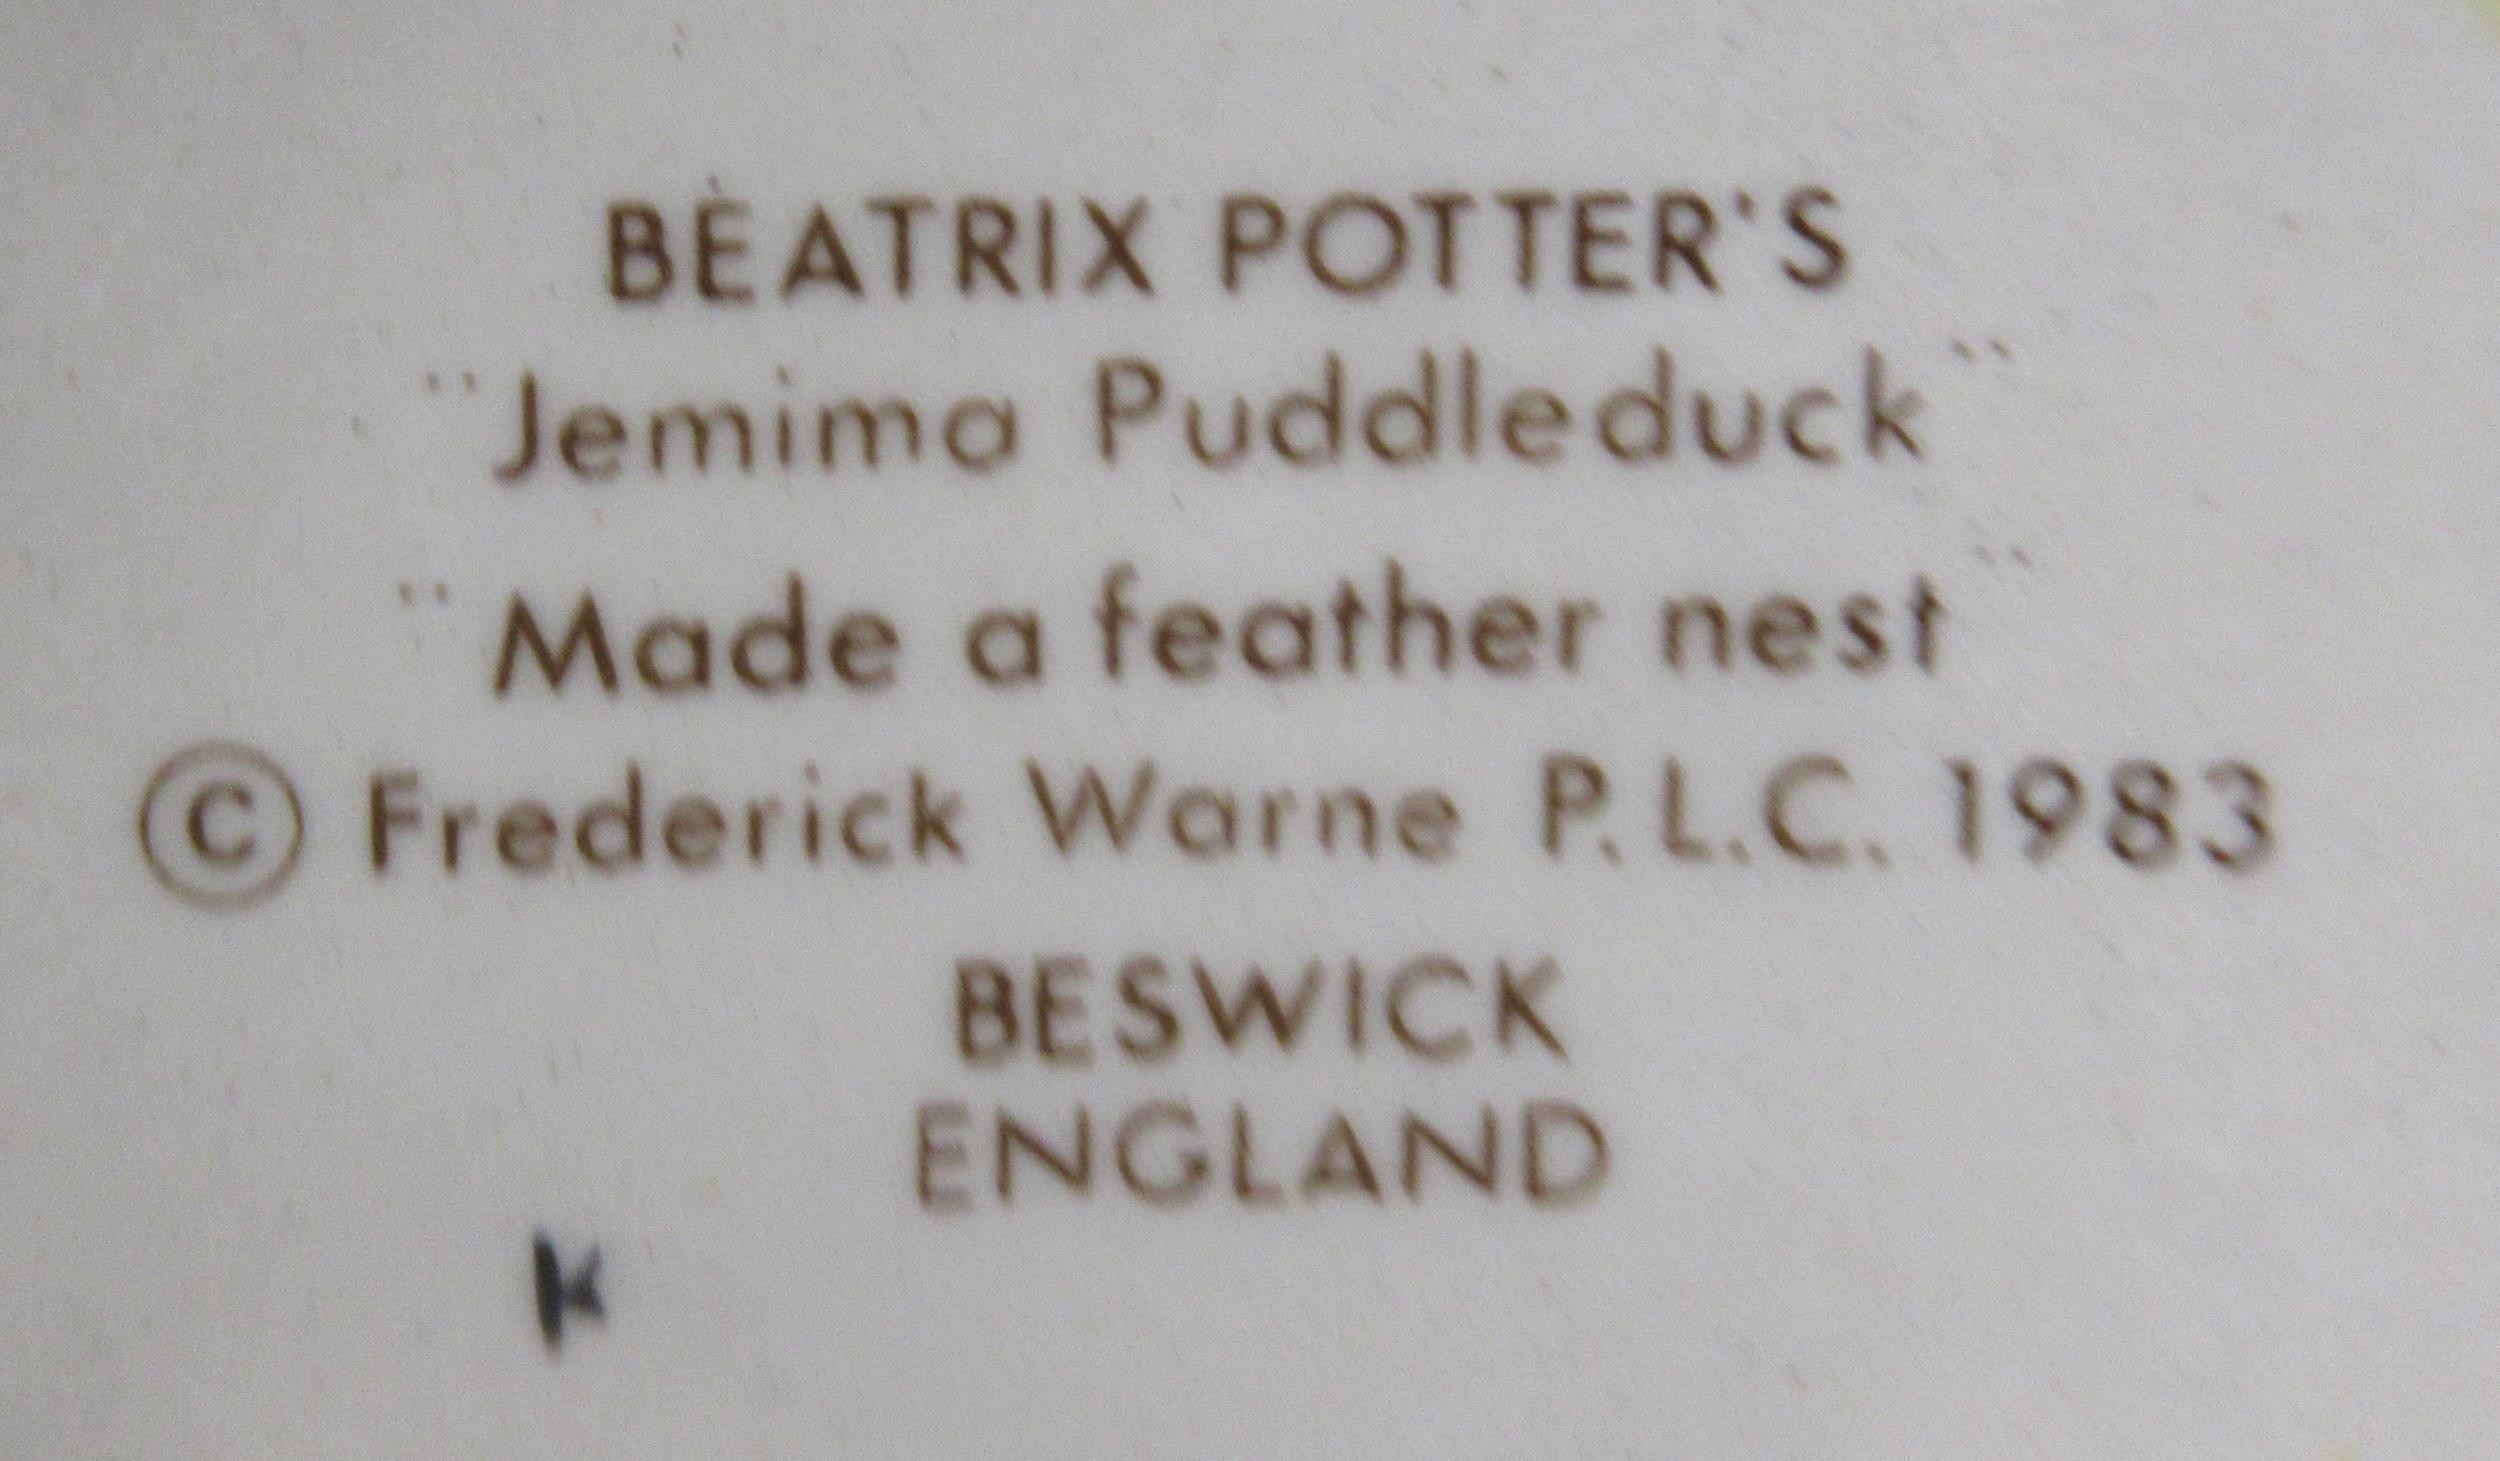 BEATRIX POTTER'S
"Jemima Puddleduck"
"Made a feather nest"
© Frederick Warne P.L.C. 1983
BESWICK
ENGLAND
K